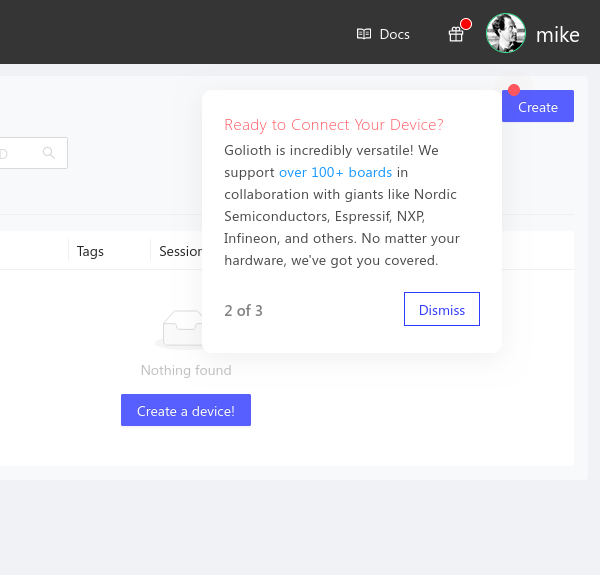 Docs
mike
Create
Ready to Connect Your Device?
Golioth is incredibly versatile! We
support over 100+ boards in
collaboration with giants like Nordic
Semiconductors, Espressif, NXP,
Infineon, and others. No matter your
hardware, we've got you covered.
2 of 3
Dismiss
D
Tags
Session
Nothing found
Create a device!